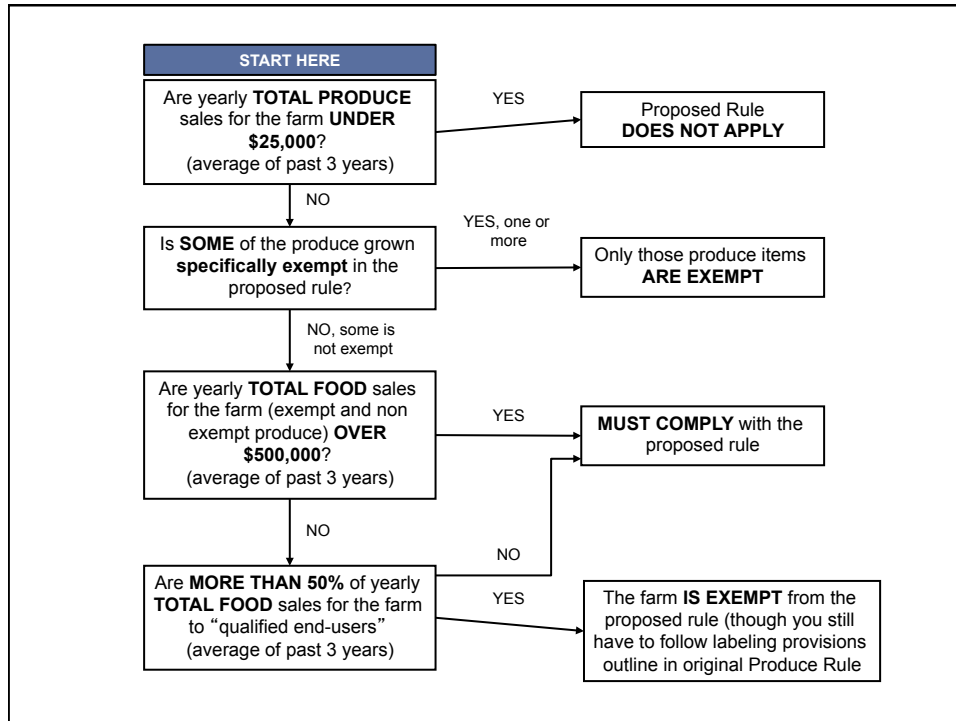 START HERE
Are yearly TOTAL PRODUCE
sales for the farm UNDER
$25,000?
(average of past 3 years)
YES
Proposed Rule
DOES NOT APPLY
NO
Is SOME of the produce grown
specifically exempt in the
proposed rule?
YES, one or
more
Only those produce items
ARE EXEMPT
NO, some is
not exempt
Are yearly TOTAL FOOD sales
for the farm (exempt and non
exempt produce) OVER
$500,000?
(average of past 3 years)
YES
MUST COMPLY with the
proposed rule
NO
Are MORE THAN 50% of yearly
TOTAL FOOD sales for the farm
to “qualified end-users”
(average of past 3 years)
NO
YES
The farm IS EXEMPT from the
proposed rule (though you still
have to follow labeling provisions
outline in original Produce Rule